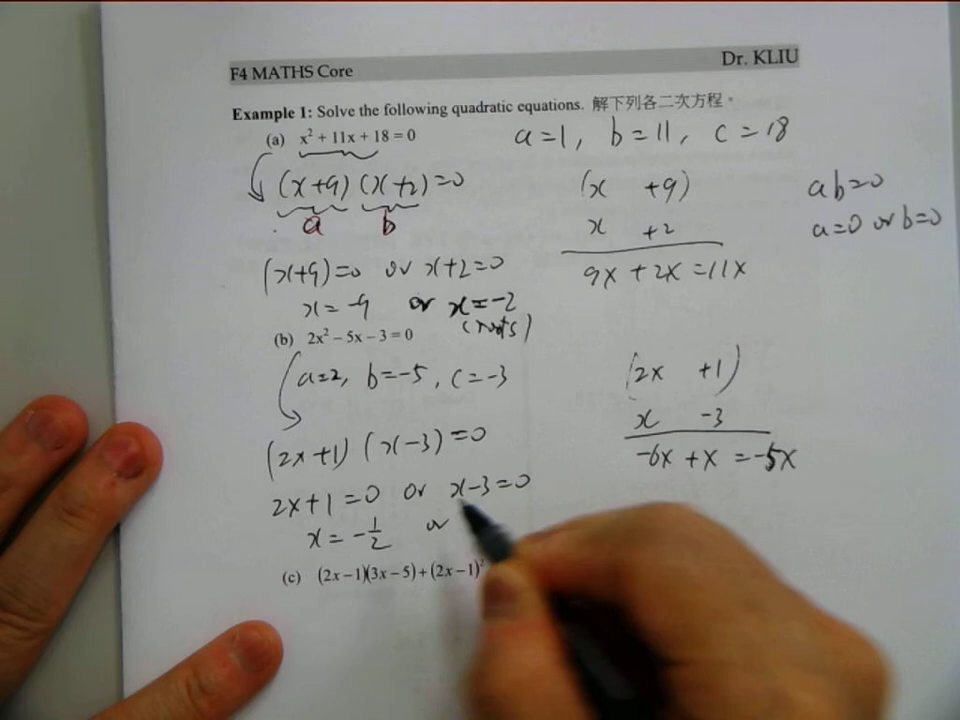 F4 MATHS Core Dr. KLIU
Example 1: Solve the following quadratic equations. 解下列各二次方程。
(a) x² + 11x + 18 = 0
a=1, b=11, c=18
(x+9) (x+2)=0
a b
(x +9)
x +2
9x + 2x = 11x
ab=0
a=0 or b=0
(x+9)=0 or x+2=0
x = -9 or x = -2
(roots)
(b) 2x² − 5x − 3 = 0
a=2, b=-5, c=-3
(2x +1)
x -3
-6x + x = -5x
(2x+1) (x-3)=0
2x+1=0 or x-3=0
x = -1/2 or
(c) (2x−1)(3x−5)+(2x−1)²